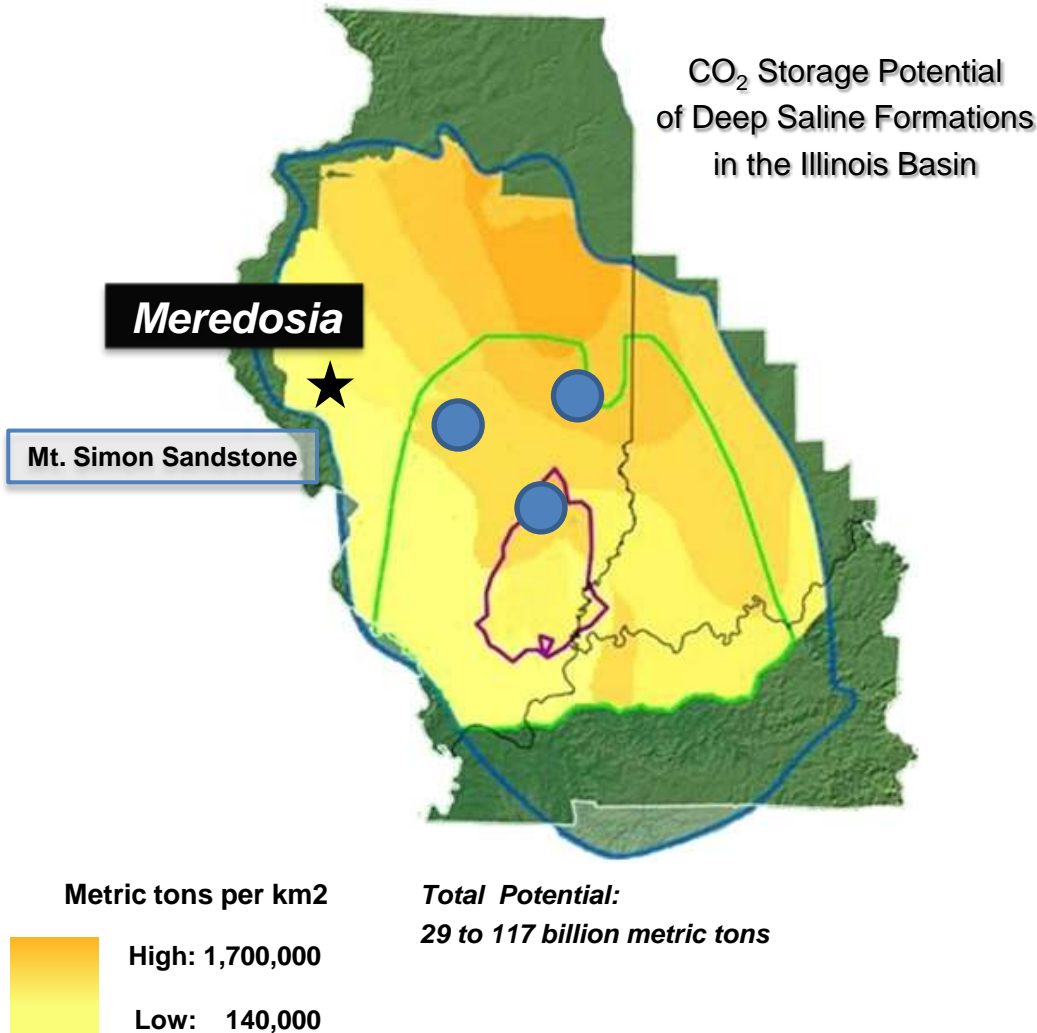 CO₂ Storage Potential
of Deep Saline Formations
in the Illinois Basin
Meredosia
Mt. Simon Sandstone
Metric tons per km2
High: 1,700,000
Low: 140,000
Total Potential:
29 to 117 billion metric tons